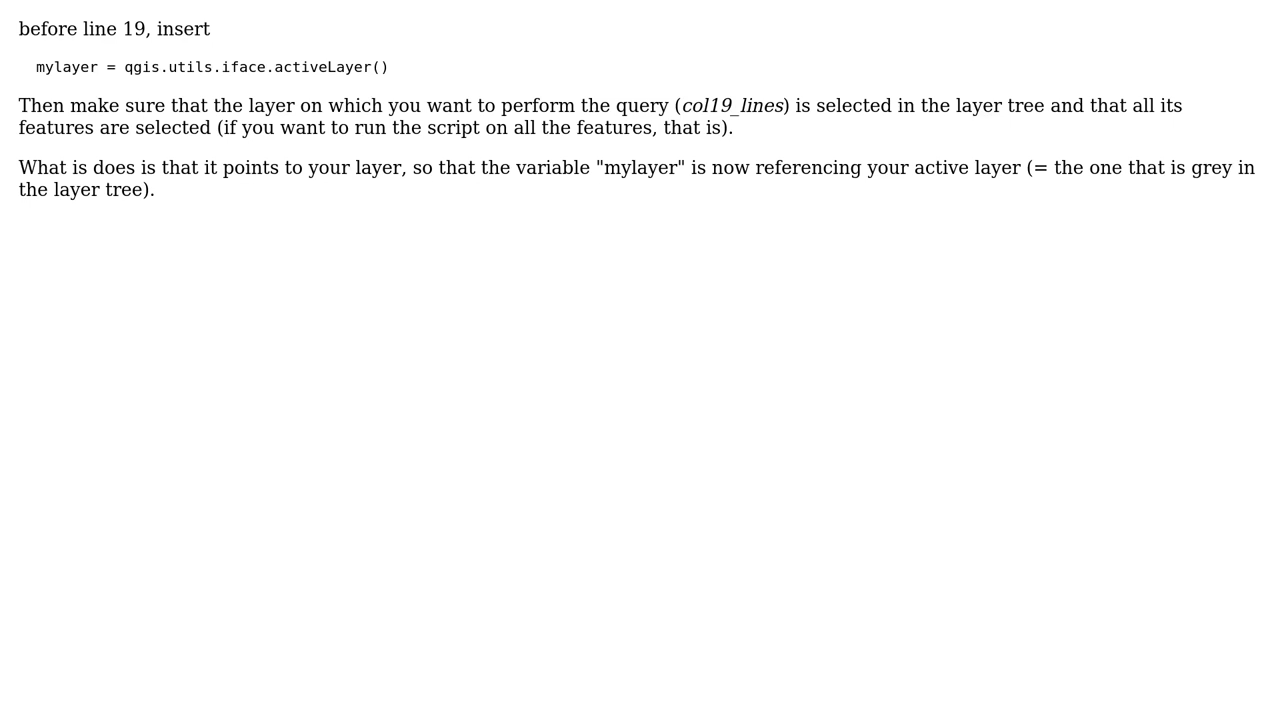 before line 19, insert
mylayer = qgis.utils.iface.activeLayer()
Then make sure that the layer on which you want to perform the query (col19_lines) is selected in the layer tree and that all its
features are selected (if you want to run the script on all the features, that is).
What is does is that it points to your layer, so that the variable "mylayer" is now referencing your active layer (= the one that is grey in
the layer tree).